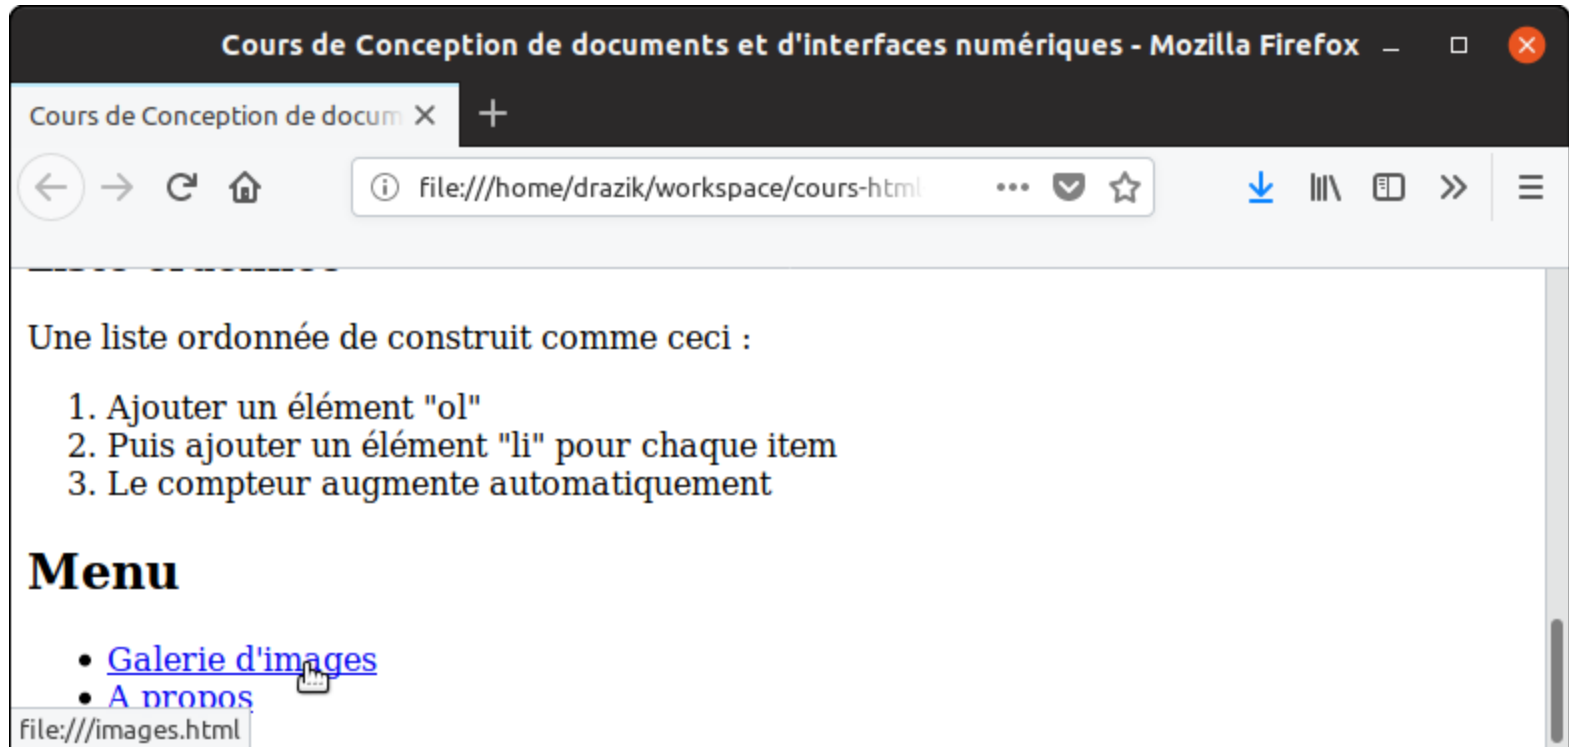 Cours de Conception de documents et d'interfaces numériques - Mozilla Firefox
Cours de Conception de docum
file:///home/drazik/workspace/cours-html
Liste ordonnée
Une liste ordonnée de construit comme ceci :
1. Ajouter un élément "ol"
2. Puis ajouter un élément "li" pour chaque item
3. Le compteur augmente automatiquement
Menu
• Galerie d'images
• A propos
file:///images.html